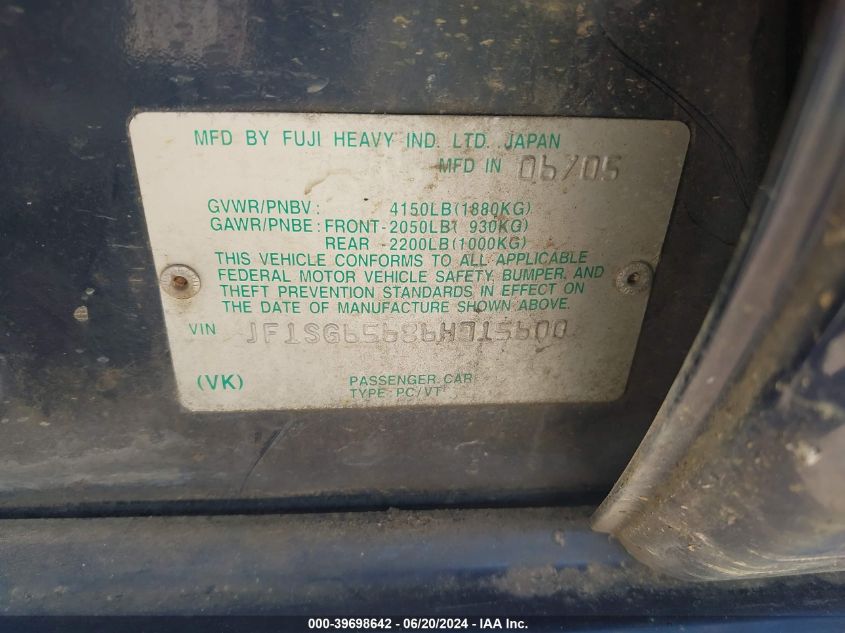 MFD BY FUJI HEAVY IND. LTD. JAPAN
MFD IN 06/05
GVWR/PNBV: 4150LB(1880KG)
GAWR/PNBE: FRONT-2050LB( 930KG)
REAR -2200LB(1000KG)
THIS VEHICLE CONFORMS TO ALL APPLICABLE
FEDERAL MOTOR VEHICLE SAFETY, BUMPER, AND
THEFT PREVENTION STANDARDS IN EFFECT ON
THE DATE OF MANUFACTURE SHOWN ABOVE.
VIN JF1SG65686H715600
(VK) PASSENGER CAR
TYPE: PC/VT
000-39698642 / 06/20/2024 - © IAA Inc.